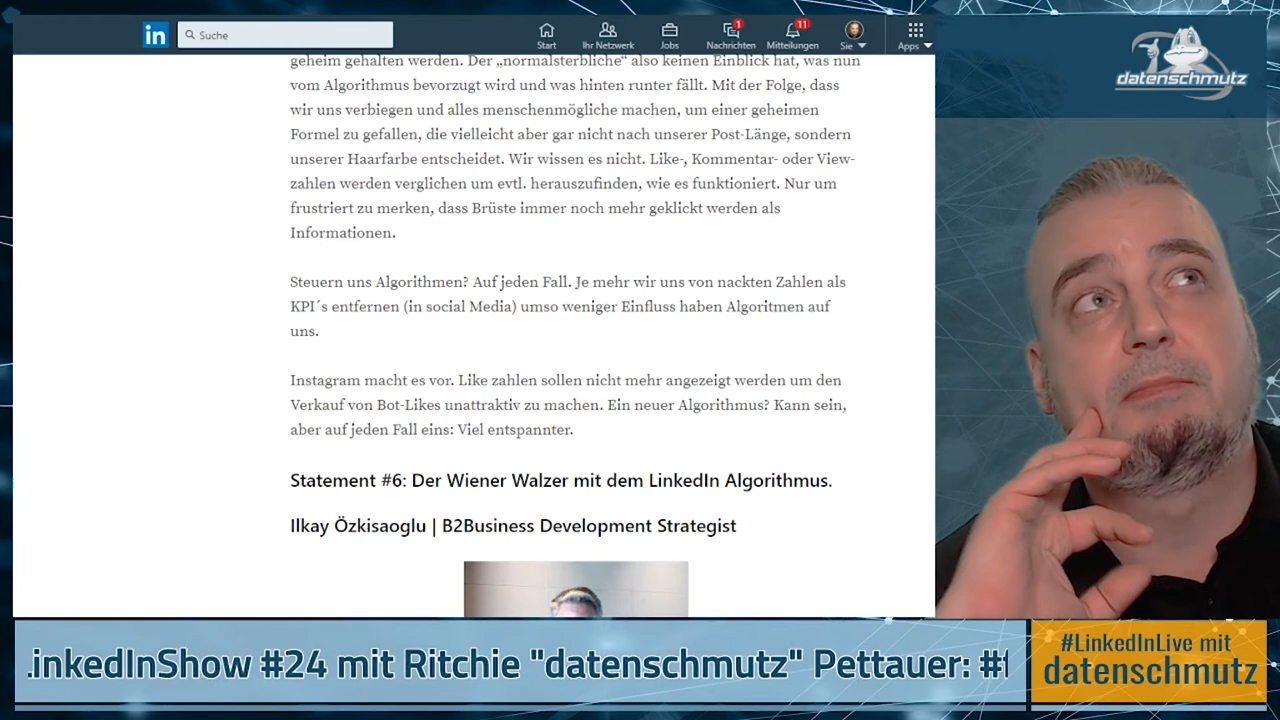 in
Suche
Start
Ihr Netzwerk
Jobs
1
Nachrichten
11
Mitteilungen
Sie
Apps
datenschmutz
geheim gehalten werden. Der „normalsterbliche“ also keinen Einblick hat, was nun
vom Algorithmus bevorzugt wird und was hinten runter fällt. Mit der Folge, dass
wir uns verbiegen und alles menschenmögliche machen, um einer geheimen
Formel zu gefallen, die vielleicht aber gar nicht nach unserer Post-Länge, sondern
unserer Haarfarbe entscheidet. Wir wissen es nicht. Like-, Kommentar- oder View-
zahlen werden verglichen um evtl. herauszufinden, wie es funktioniert. Nur um
frustriert zu merken, dass Brüste immer noch mehr geklickt werden als
Informationen.
Steuern uns Algorithmen? Auf jeden Fall. Je mehr wir uns von nackten Zahlen als
KPI´s entfernen (in social Media) umso weniger Einfluss haben Algoritmen auf
uns.
Instagram macht es vor. Like zahlen sollen nicht mehr angezeigt werden um den
Verkauf von Bot-Likes unattraktiv zu machen. Ein neuer Algorithmus? Kann sein,
aber auf jeden Fall eins: Viel entspannter.
Statement #6: Der Wiener Walzer mit dem LinkedIn Algorithmus.
Ilkay Özkisaoglu | B2Business Development Strategist
.inkedInShow #24 mit Ritchie "datenschmutz" Pettauer: #
#LinkedInLive mit
datenschmutz